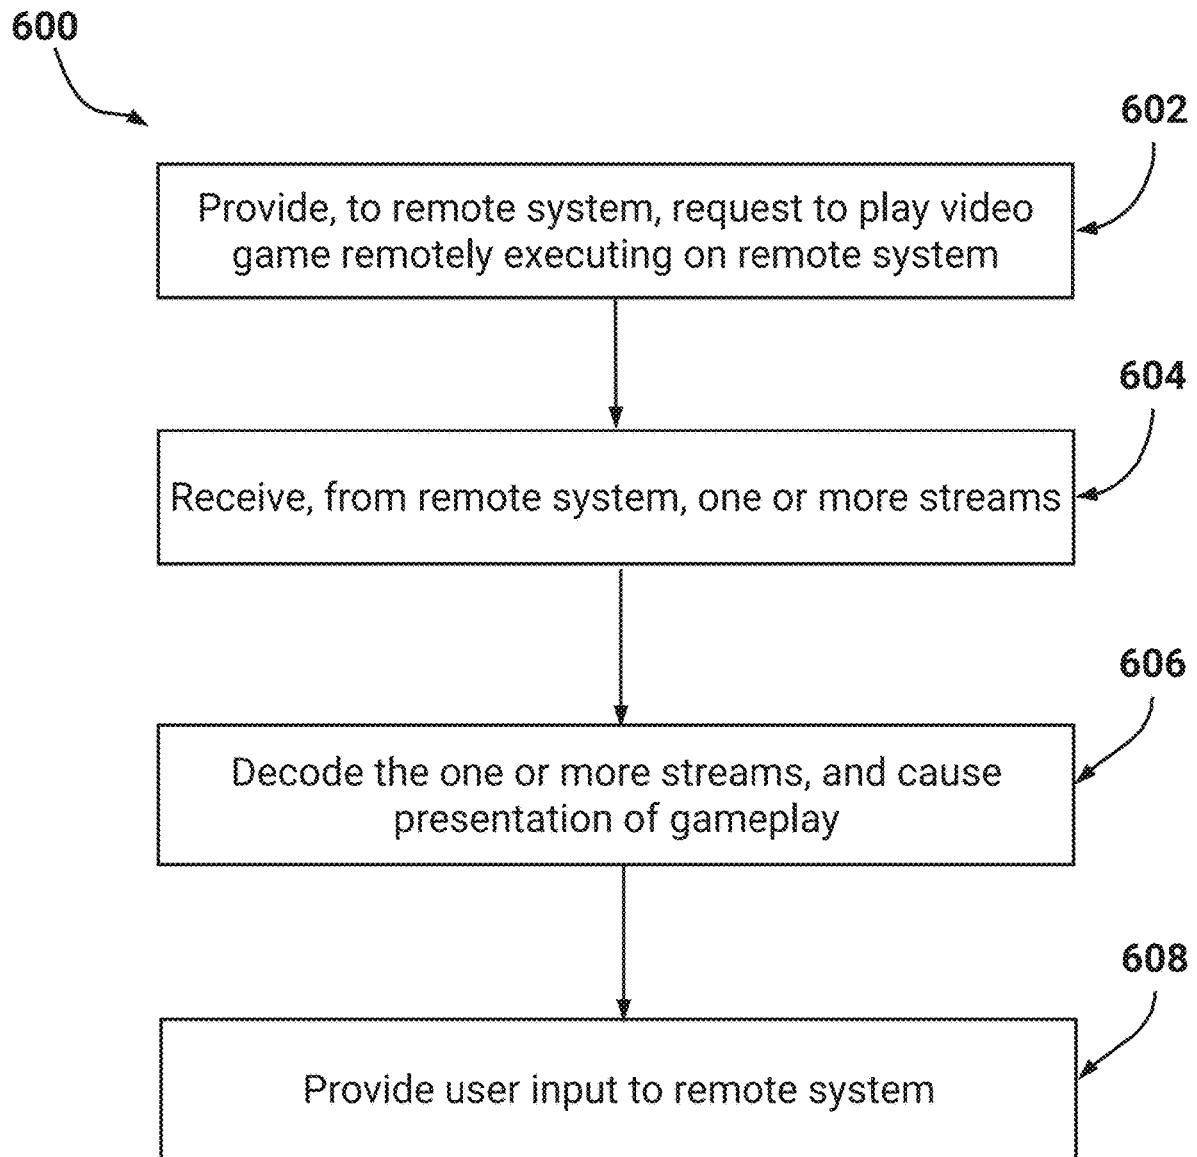 600
602
Provide, to remote system, request to play video
game remotely executing on remote system
604
Receive, from remote system, one or more streams
606
Decode the one or more streams, and cause
presentation of gameplay
608
Provide user input to remote system